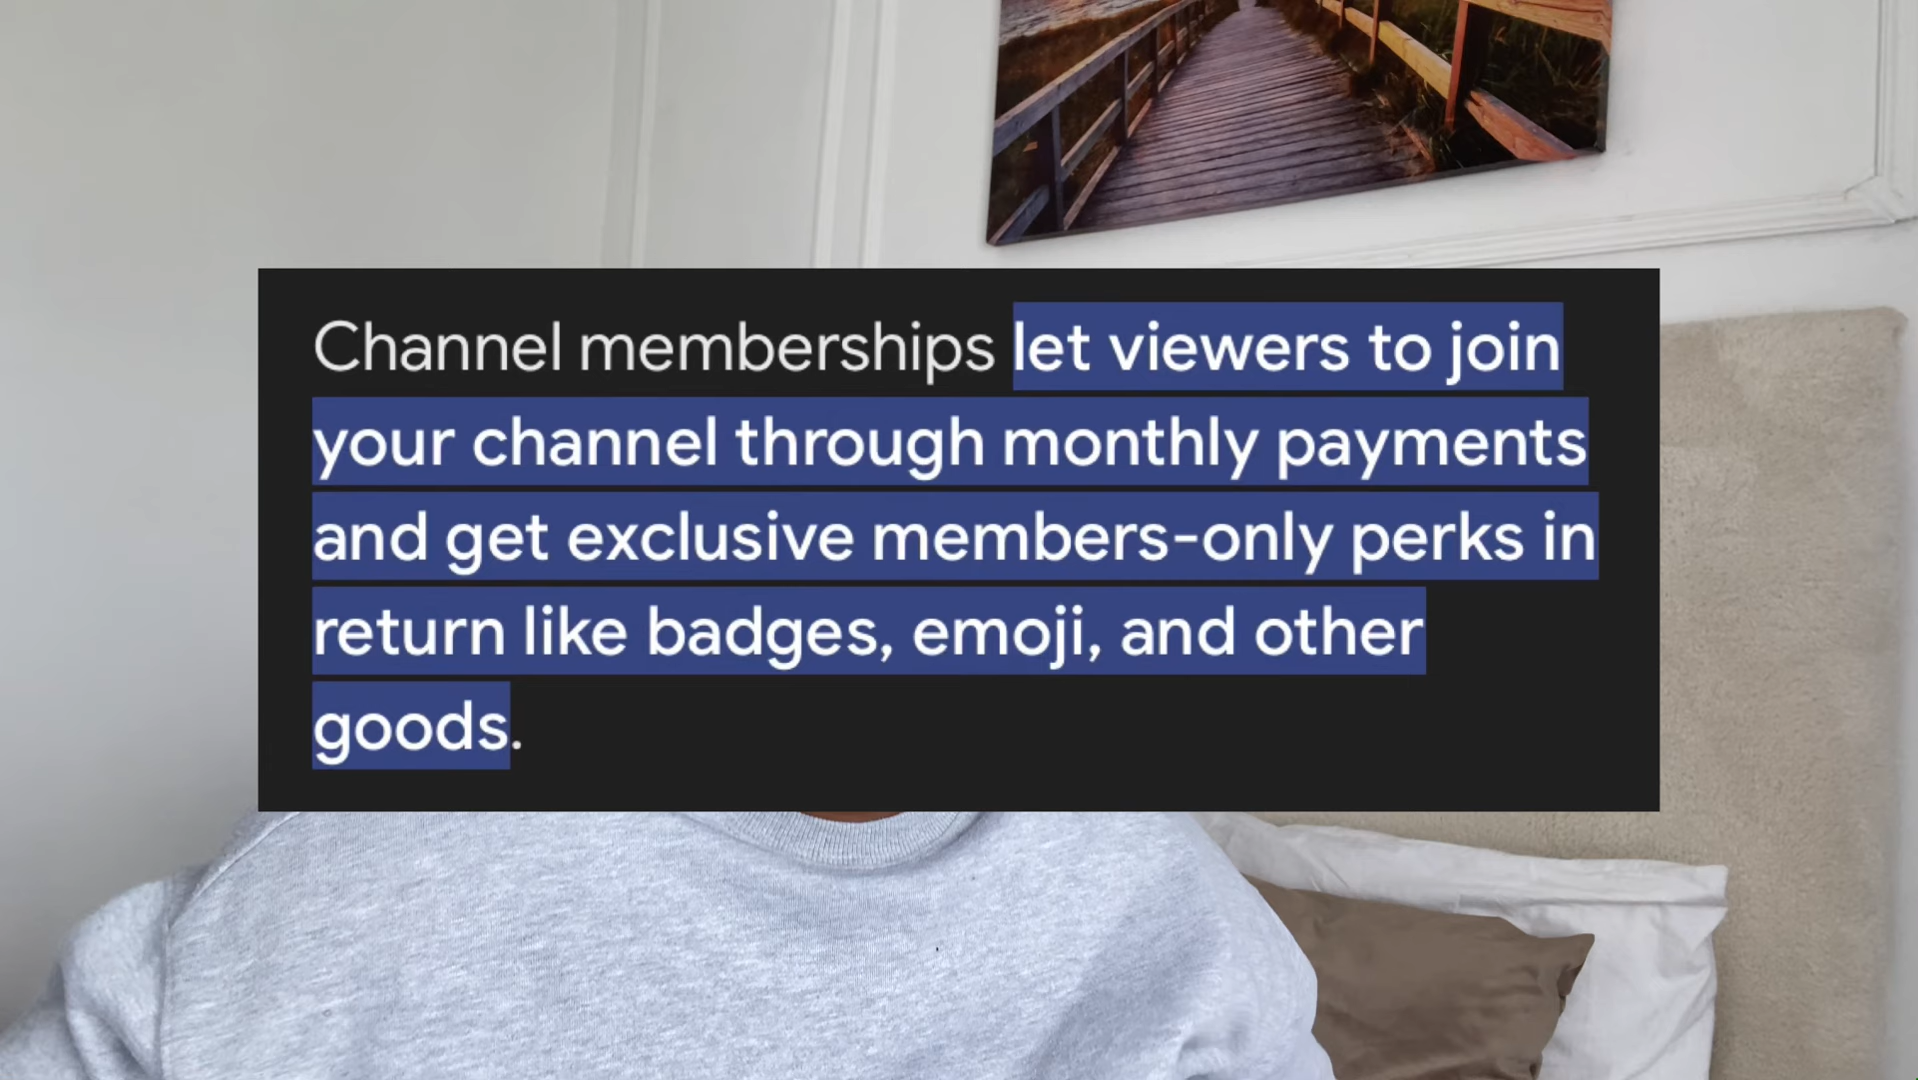 Channel memberships let viewers to join
your channel through monthly payments
and get exclusive members-only perks in
return like badges, emoji, and other
goods.